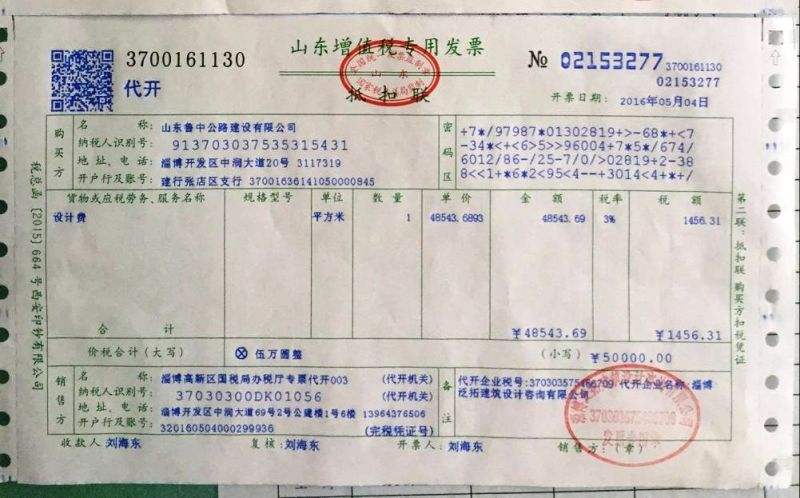 3700161130
代开
山东增值税专用发票
抵扣联
№ 02153277
3700161130
02153277
开票日期: 2016年05月04日
购买方
名 称: 山东鲁中公路建设有限公司
纳税人识别号: 913703037535315431
地址、电话: 淄博开发区中润大道20号 3117319
开户行及账号: 建行张店区支行 37001636141050000845
密码区
+7*/97987*01302819+>-68*+<7
-34*<+<6>5>>96004+7*5*/674/
6012/86-/25-7/0/>/02819+2-38
8<<1+*6*2<95<4--+3014<4+*+/
货物或应税劳务、服务名称 规格型号 单位 数量 单价 金额 税率 税额
设计费 平方米 1 48543.6893 48543.69 3% 1456.31
合计 ￥48543.69 ￥1456.31
价税合计（大写） ⊗ 伍万圆整 （小写）￥50000.00
销售方
名 称: 淄博高新区国税局办税厅专票代开003 (代开机关)
纳税人识别号: 37030300DK01056 (代开机关)
地址、电话: 淄博开发区中润大道69号2号公建楼1号6楼 13964376506
开户行及账号: 320160504000299936 (完税凭证号)
备注
代开企业税号:370303575466709 代开企业名称:淄博
泛拓建筑设计咨询有限公司
370303575466709
收款人 刘海东 复核: 刘海东 开票人: 刘海东 销售方:（章）
税总函〔2015〕664号西安印钞有限公司
第二联：抵扣联 购买方扣税凭证